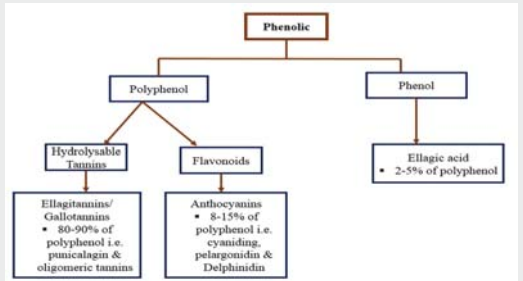 Phenolic
Polyphenol
Phenol
Hydrolysable
Tannins
Flavonoids
Ellagic acid
▪ 2-5% of polyphenol
Ellagitannins/
Gallotannins
▪ 80-90% of
polyphenol i.e.
punicalagin &
oligomeric tannins
Anthocyanins
▪ 8-15% of
polyphenol i.e.
cyaniding,
pelargonidin &
Delphinidin